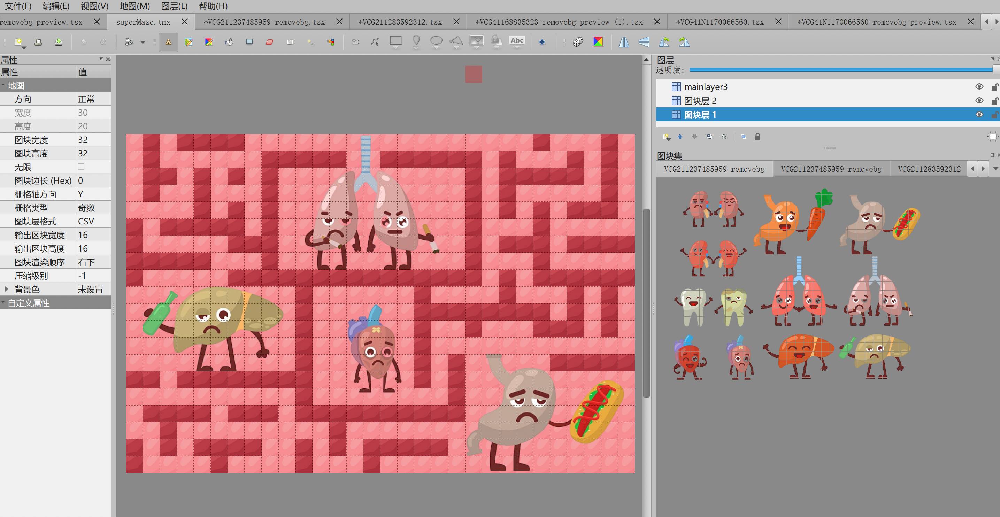 文件(F) 编辑(E) 视图(V) 地图(M) 图层(L) 帮助(H)
removebg-preview.tsx superMaze.tmx *VCG211237485959-removebg.tsx *VCG211283592312.tsx *VCG41168835323-removebg-preview (1).tsx *VCG41N1170066560.tsx *VCG41N1170066560-removebg-preview.tsx
Abc
属性
属性 值
地图
方向 正常
宽度 30
高度 20
图块宽度 32
图块高度 32
无限
图块边长 (Hex) 0
栅格轴方向 Y
栅格类型 奇数
图块层格式 CSV
输出区块宽度 16
输出区块高度 16
图块渲染顺序 右下
压缩级别 -1
背景色 未设置
自定义属性
图层
透明度:
mainlayer3
图块层 2
图块层 1
图块集
VCG211237485959-removebg VCG211237485959-removebg VCG211283592312